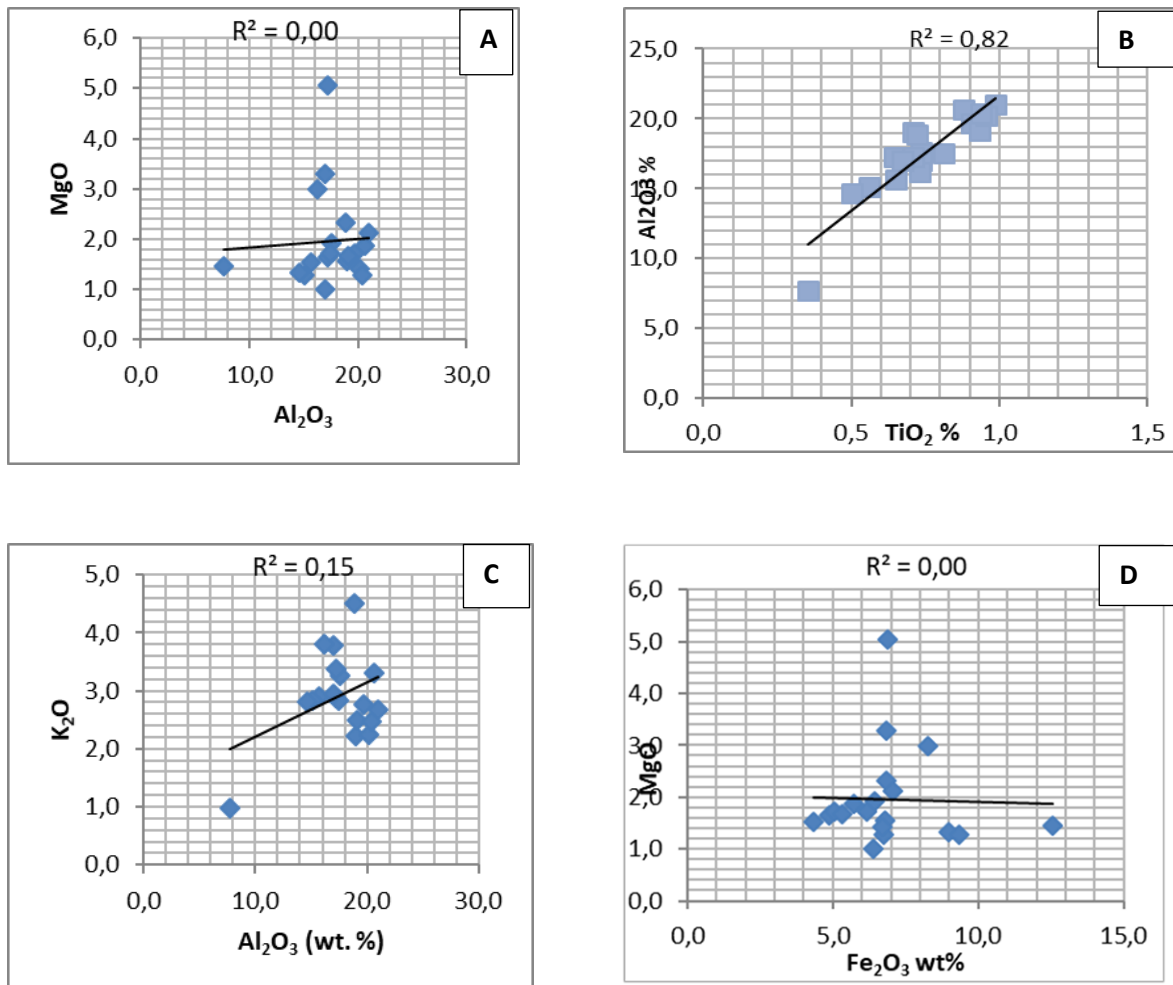 R² = 0,00
A
6,0
5,0
4,0
3,0
2,0
1,0
0,0
MgO
0,0 10,0 20,0 30,0
Al₂O₃
R² = 0,82
B
25,0
20,0
15,0
10,0
5,0
0,0
Al2O3 %
0,0 0,5 1,0 1,5
TiO₂ %
R² = 0,15
C
5,0
4,0
3,0
2,0
1,0
0,0
K₂O
0,0 10,0 20,0 30,0
Al₂O₃ (wt. %)
R² = 0,00
D
6,0
5,0
4,0
3,0
2,0
1,0
0,0
MgO
0,0 5,0 10,0 15,0
Fe₂O₃ wt%